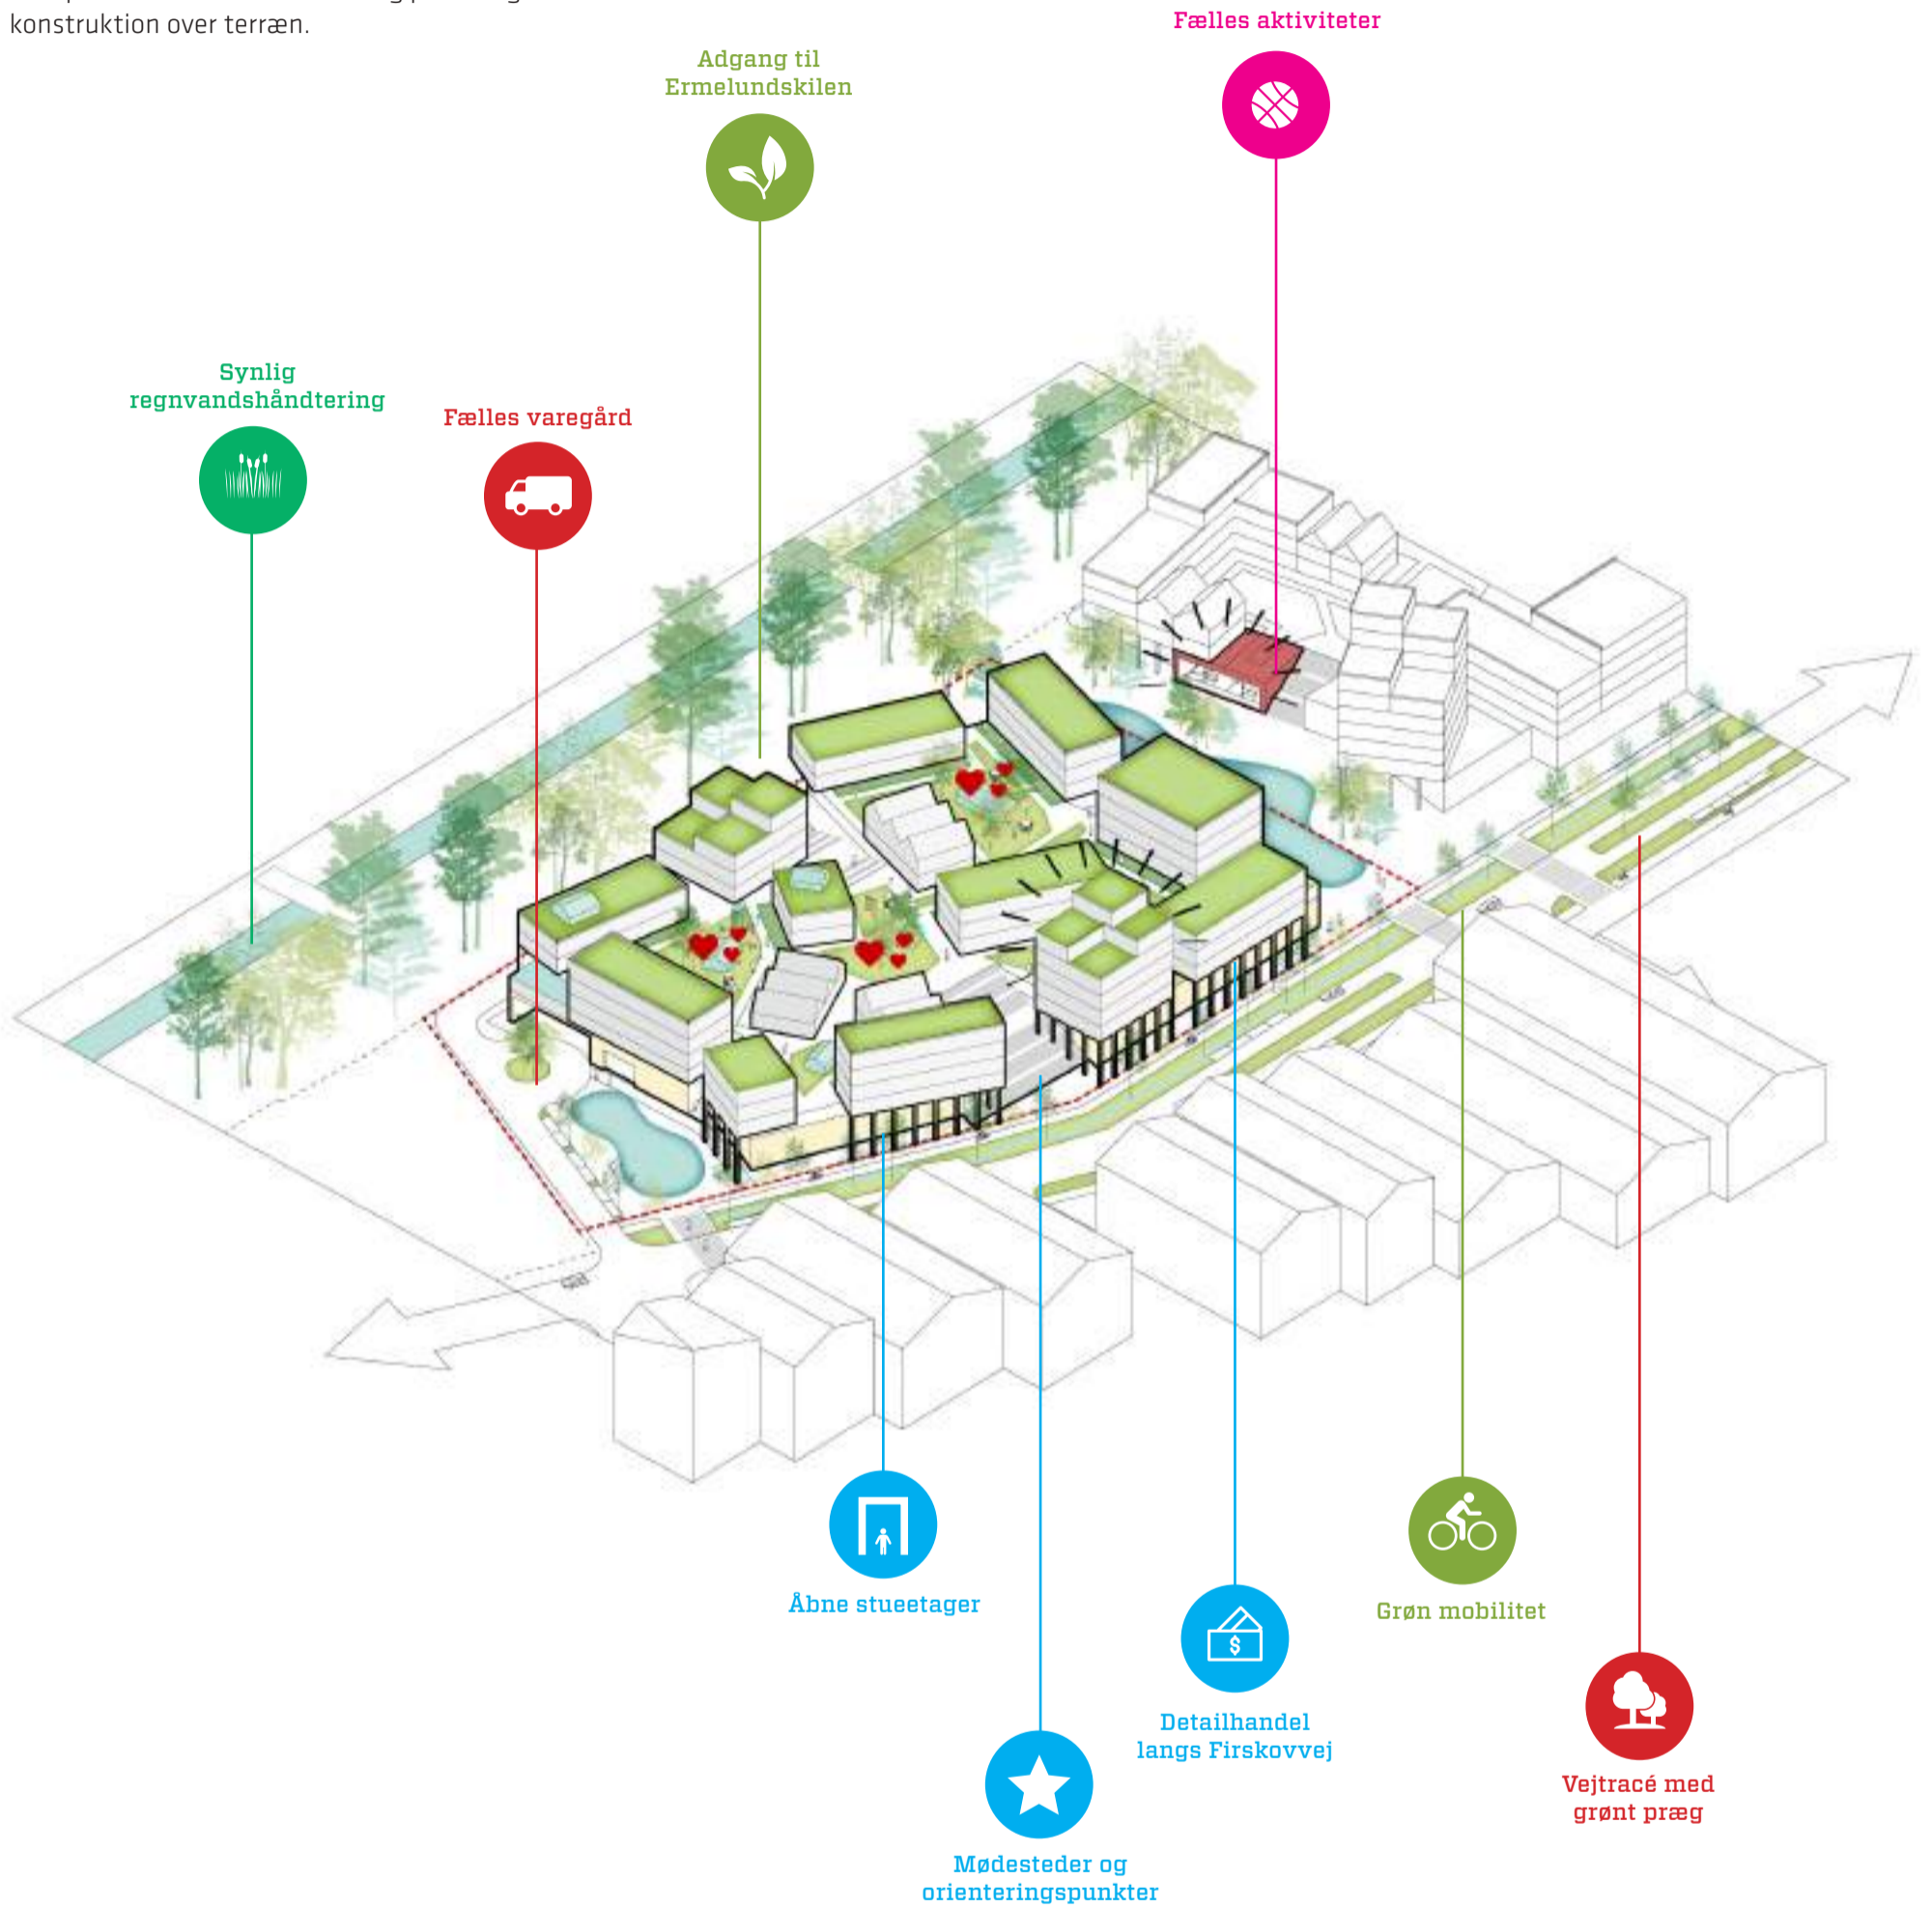 konstruktion over terræn.
Fælles aktiviteter
Adgang til
Ermelundskilen
Synlig
regnvandshåndtering
Fælles varegård
Åbne stueetager
Grøn mobilitet
$
Detailhandel
langs Firskovvej
Vejtracé med
grønt præg
Mødesteder og
orienteringspunkter